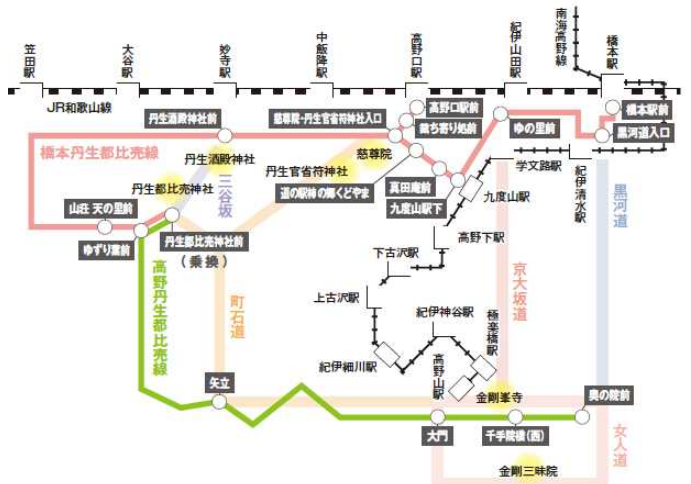 笠田駅
大谷駅
妙寺駅
中飯降駅
高野口駅
紀伊山田駅
南海高野線
橋本駅
JR和歌山線
丹生酒殿神社前
慈尊院・丹生官省符神社入口
高野口駅前
ゆの里前
橋本駅前
黒河道入口
橋本丹生都比売線
丹生酒殿神社
丹生官省符神社
慈尊院
学文路駅
紀伊清水駅
黒河道
丹生都比売神社
三谷坂
道の駅柿の郷くどやま
真田庵前
九度山駅下
九度山駅
山荘 天の里前
ゆずり葉前
丹生都比売神社前
(乗換)
高野下駅
下古沢駅
上古沢駅
高野丹生都比売線
町石道
京大坂道
紀伊神谷駅
極楽橋駅
紀伊細川駅
高野山駅
矢立
金剛峯寺
奥の院前
大門
千手院橋(西)
女人道
金剛三昧院